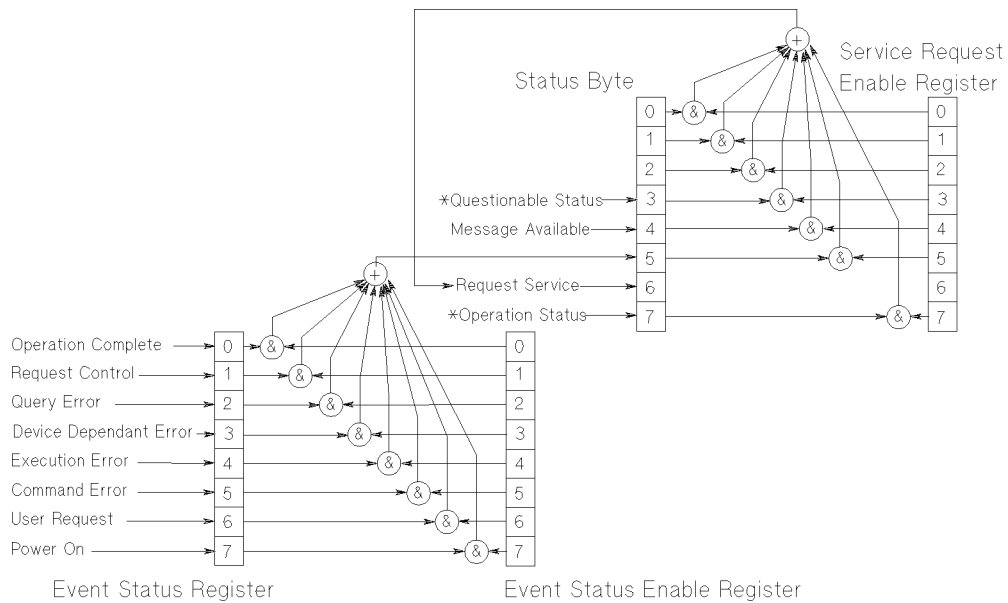 Service Request
Status Byte
Enable Register
+
0 & 0
1 & 1
2 & 2
*Questionable Status 3 & 3
Message Available 4 & 4
5 & 5
+
Request Service 6 6
*Operation Status 7 & 7
Operation Complete 0 & 0
Request Control 1 & 1
Query Error 2 & 2
Device Dependant Error 3 & 3
Execution Error 4 & 4
Command Error 5 & 5
User Request 6 & 6
Power On 7 & 7
Event Status Register Event Status Enable Register